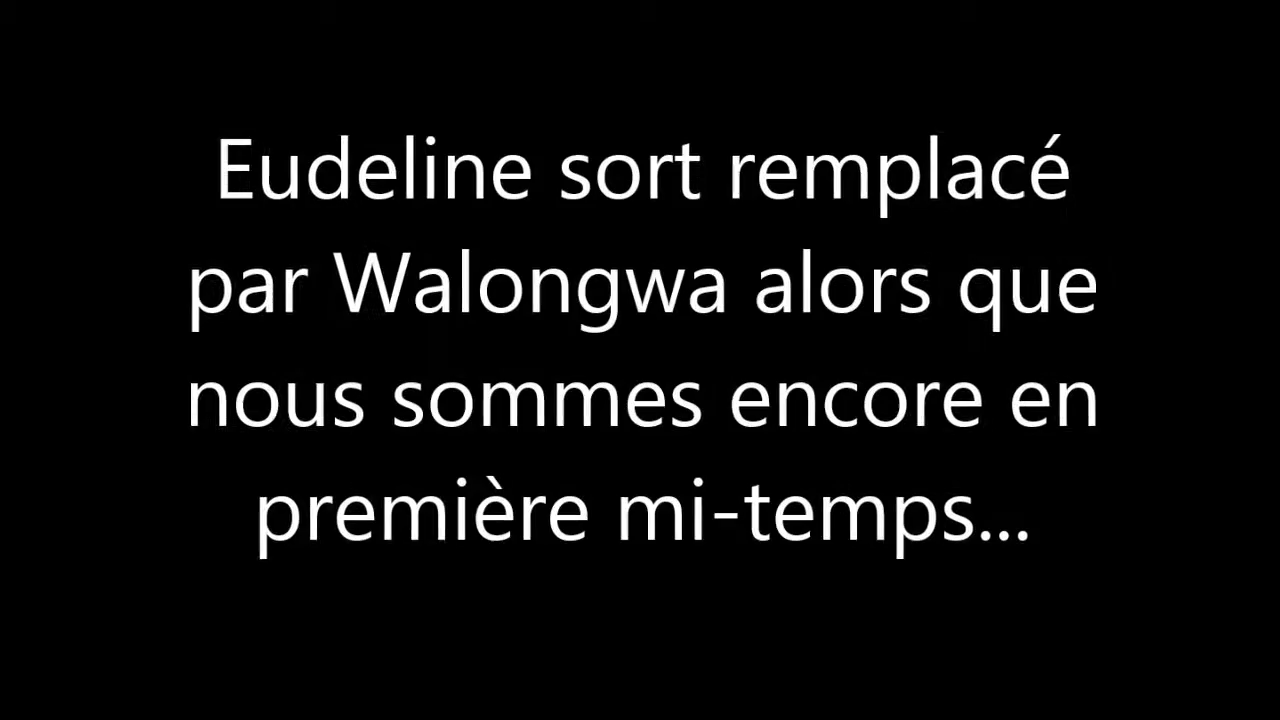 Eudeline sort remplacé
par Walongwa alors que
nous sommes encore en
première mi-temps...